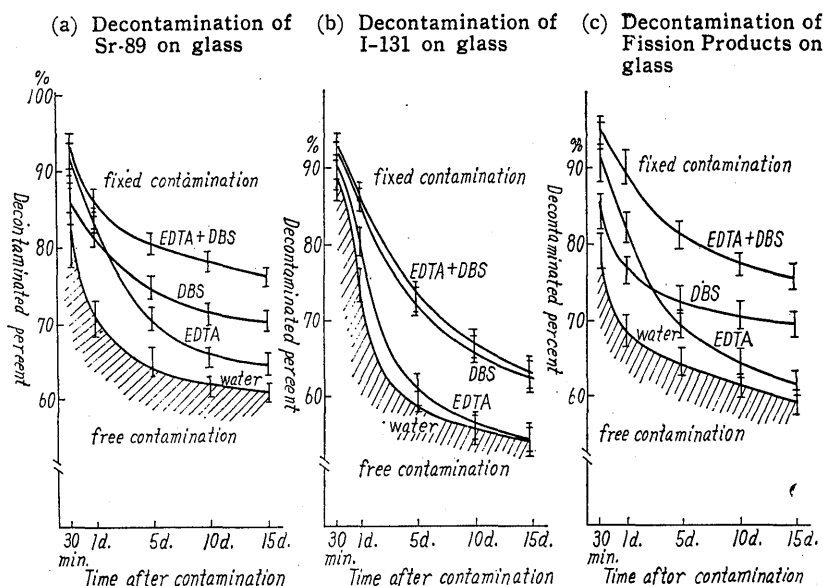 (a) Decontamination of
Sr-89 on glass
%
100
90
80
70
60
Decontaminated percent
fixed contamination
EDTA+DBS
DBS
EDTA
water
free contamination
30 1d. 5d. 10d. 15d.
min.
Time after contamination
(b) Decontamination of
I-131 on glass
%
90
80
70
60
Decontaminated percent
fixed contamination
EDTA+DBS
DBS
EDTA
water
free contamination
30 1d. 5d. 10d. 15d.
min.
Time after contamination
(c) Decontamination of
Fission Products on
glass
%
90
80
70
60
Decontaminated percent
fixed contamination
EDTA+DBS
DBS
water
EDTA
free contamination
30 1d. 5d. 10d. 15d.
min.
Time aftor contamination